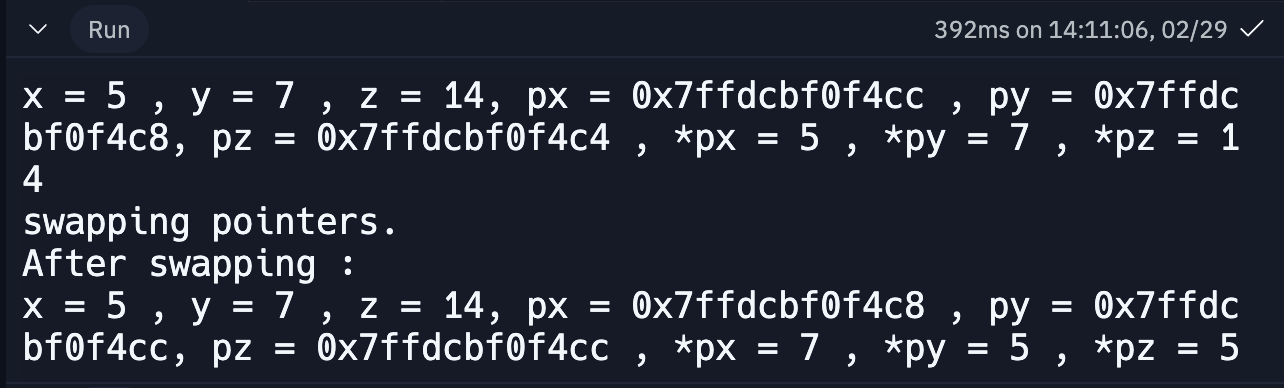 Run
392ms on 14:11:06, 02/29
x = 5 , y = 7 , z = 14, px = 0x7ffdcbf0f4cc , py = 0x7ffdc
bf0f4c8, pz = 0x7ffdcbf0f4c4 , *px = 5 , *py = 7 , *pz = 1
4
swapping pointers.
After swapping :
x = 5 , y = 7 , z = 14, px = 0x7ffdcbf0f4c8 , py = 0x7ffdc
bf0f4cc, pz = 0x7ffdcbf0f4cc , *px = 7 , *py = 5 , *pz = 5